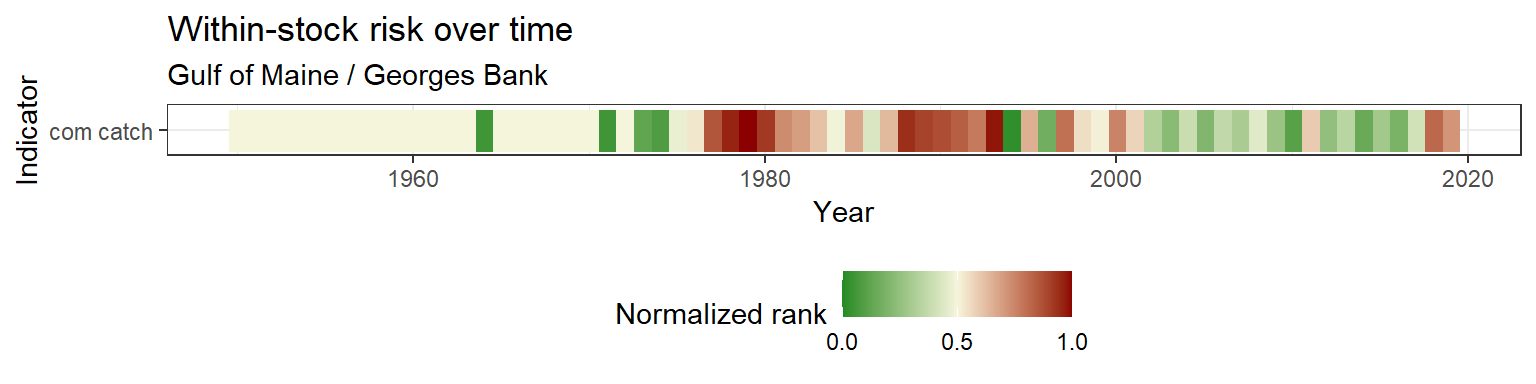 Within-stock risk over time
Gulf of Maine / Georges Bank
Indicator
com catch
1960 1980 2000 2020
Year
Normalized rank
0.0 0.5 1.0